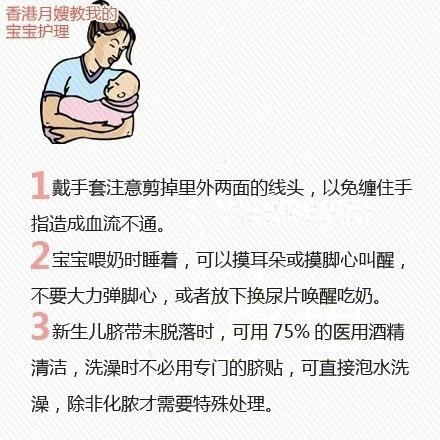 香港月嫂教我的
宝宝护理
1戴手套注意剪掉里外两面的线头，以免缠住手
指造成血流不通。
2宝宝喂奶时睡着，可以摸耳朵或摸脚心叫醒，
不要大力弹脚心，或者放下换尿片唤醒吃奶。
3新生儿脐带未脱落时，可用75%的医用酒精
清洁，洗澡时不必用专门的脐贴，可直接泡水洗
澡，除非化脓才需要特殊处理。